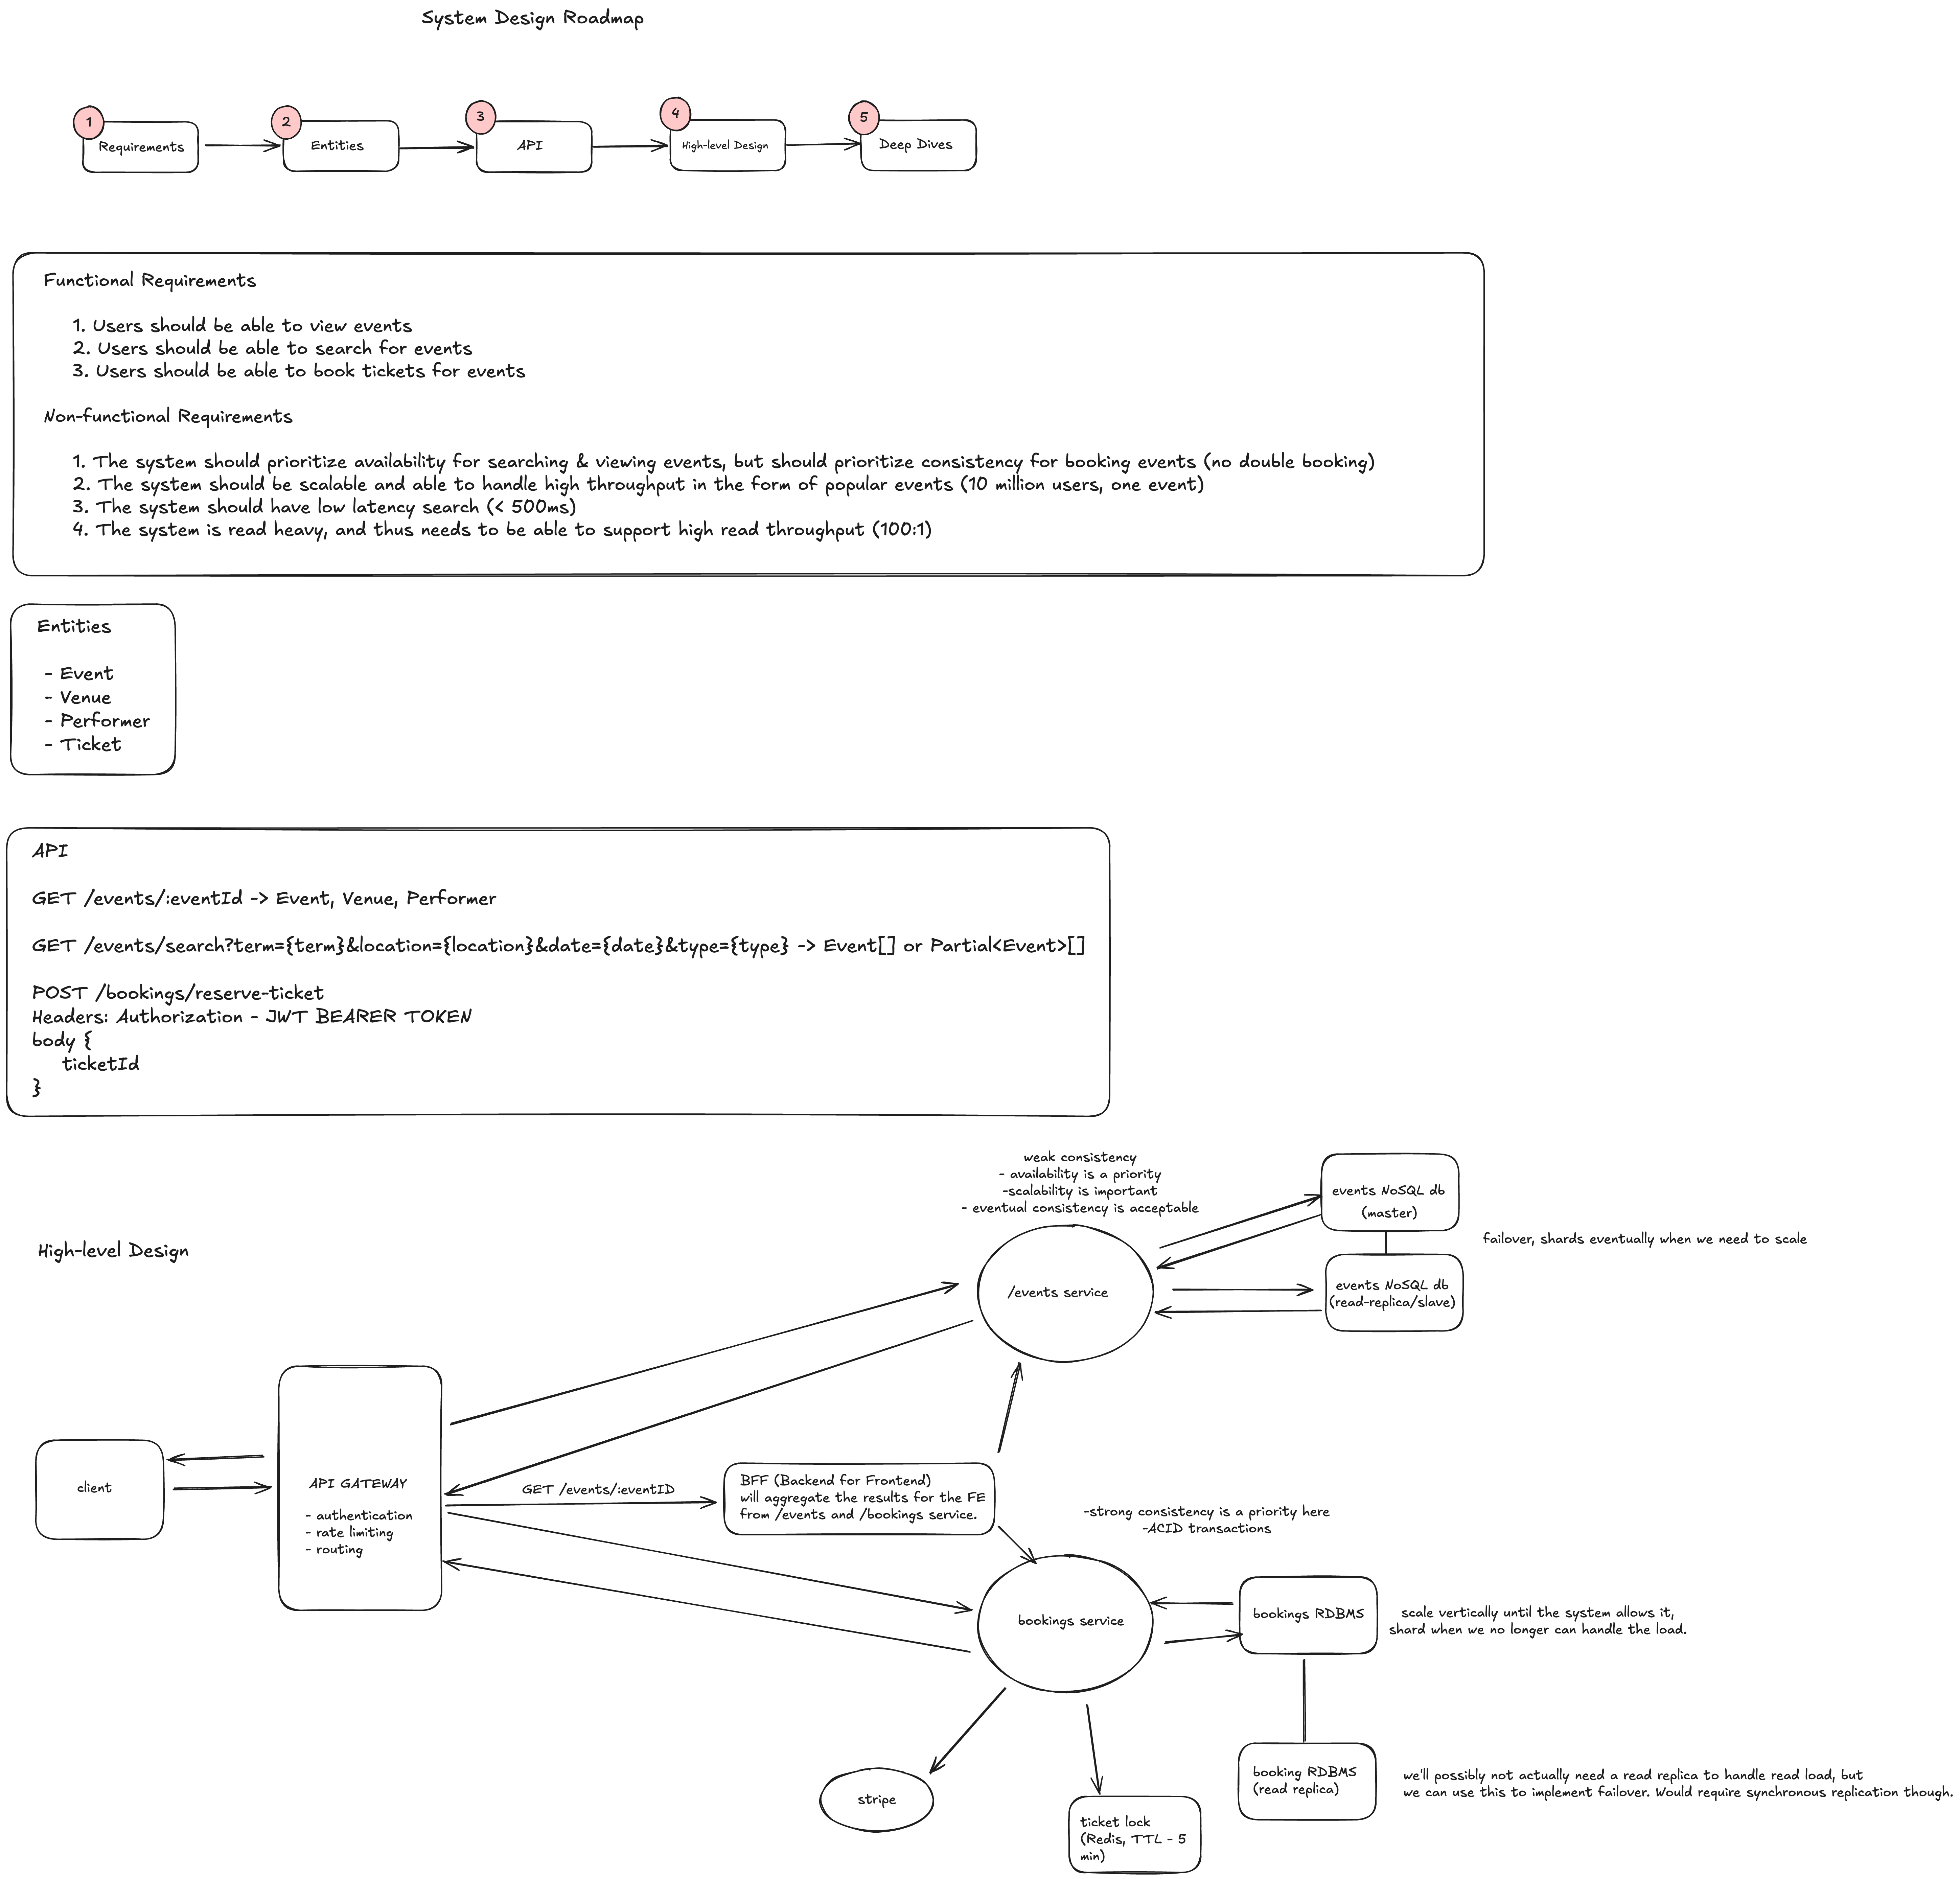 System Design Roadmap
1
Requirements
2
Entities
3
API
4
High-level Design
5
Deep Dives
Functional Requirements
1. Users should be able to view events
2. Users should be able to search for events
3. Users should be able to book tickets for events
Non-functional Requirements
1. The system should prioritize availability for searching & viewing events, but should prioritize consistency for booking events (no double booking)
2. The system should be scalable and able to handle high throughput in the form of popular events (10 million users, one event)
3. The system should have low latency search (< 500ms)
4. The system is read heavy, and thus needs to be able to support high read throughput (100:1)
Entities
- Event
- Venue
- Performer
- Ticket
API
GET /events/:eventId -> Event, Venue, Performer
GET /events/search?term={term}&location={location}&date={date}&type={type} -> Event[] or Partial<Event>[]
POST /bookings/reserve-ticket
Headers: Authorization - JWT BEARER TOKEN
body {
ticketId
}
High-level Design
weak consistency
- availability is a priority
-scalability is important
- eventual consistency is acceptable
/events service
events NoSQL db
(master)
events NoSQL db
(read-replica/slave)
failover, shards eventually when we need to scale
client
API GATEWAY
- authentication
- rate limiting
- routing
GET /events/:eventID
BFF (Backend for Frontend)
will aggregate the results for the FE
from /events and /bookings service.
-strong consistency is a priority here
-ACID transactions
bookings service
bookings RDBMS
scale vertically until the system allows it,
shard when we no longer can handle the load.
booking RDBMS
(read replica)
we'll possibly not actually need a read replica to handle read load, but
we can use this to implement failover. Would require synchronous replication though.
stripe
ticket lock
(Redis, TTL - 5
min)